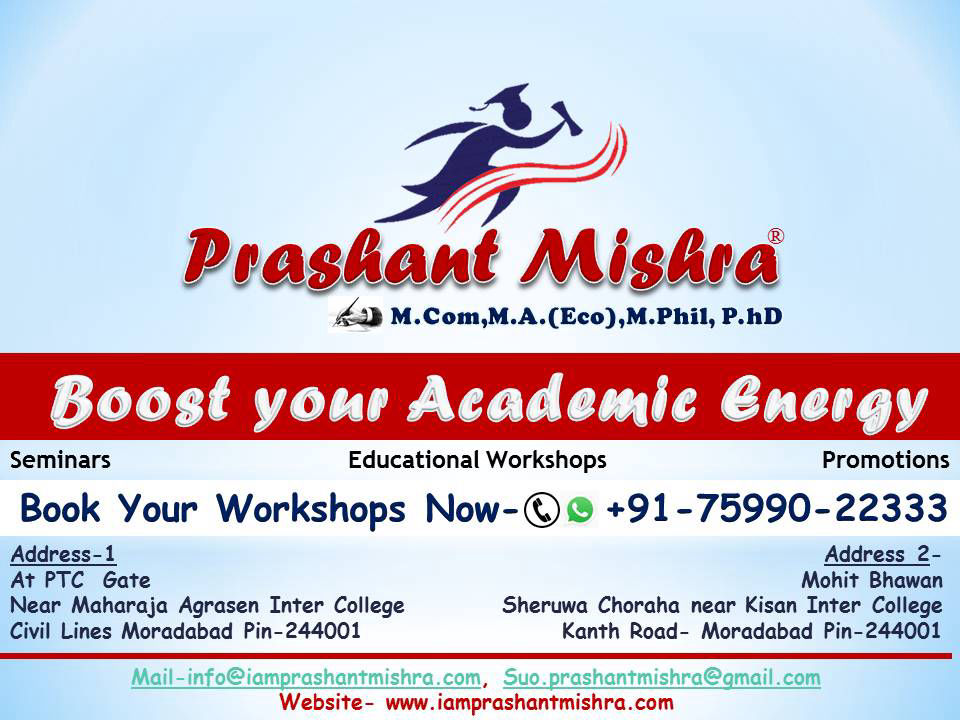 Prashant Mishra®
M.Com,M.A.(Eco),M.Phil, P.hD
Boost your Academic Energy
Seminars Educational Workshops Promotions
Book Your Workshops Now- +91-75990-22333
Address-1
At PTC Gate
Near Maharaja Agrasen Inter College
Civil Lines Moradabad Pin-244001
Address 2-
Mohit Bhawan
Sheruwa Choraha near Kisan Inter College
Kanth Road- Moradabad Pin-244001
Mail-info@iamprashantmishra.com, Suo.prashantmishra@gmail.com
Website- www.iamprashantmishra.com